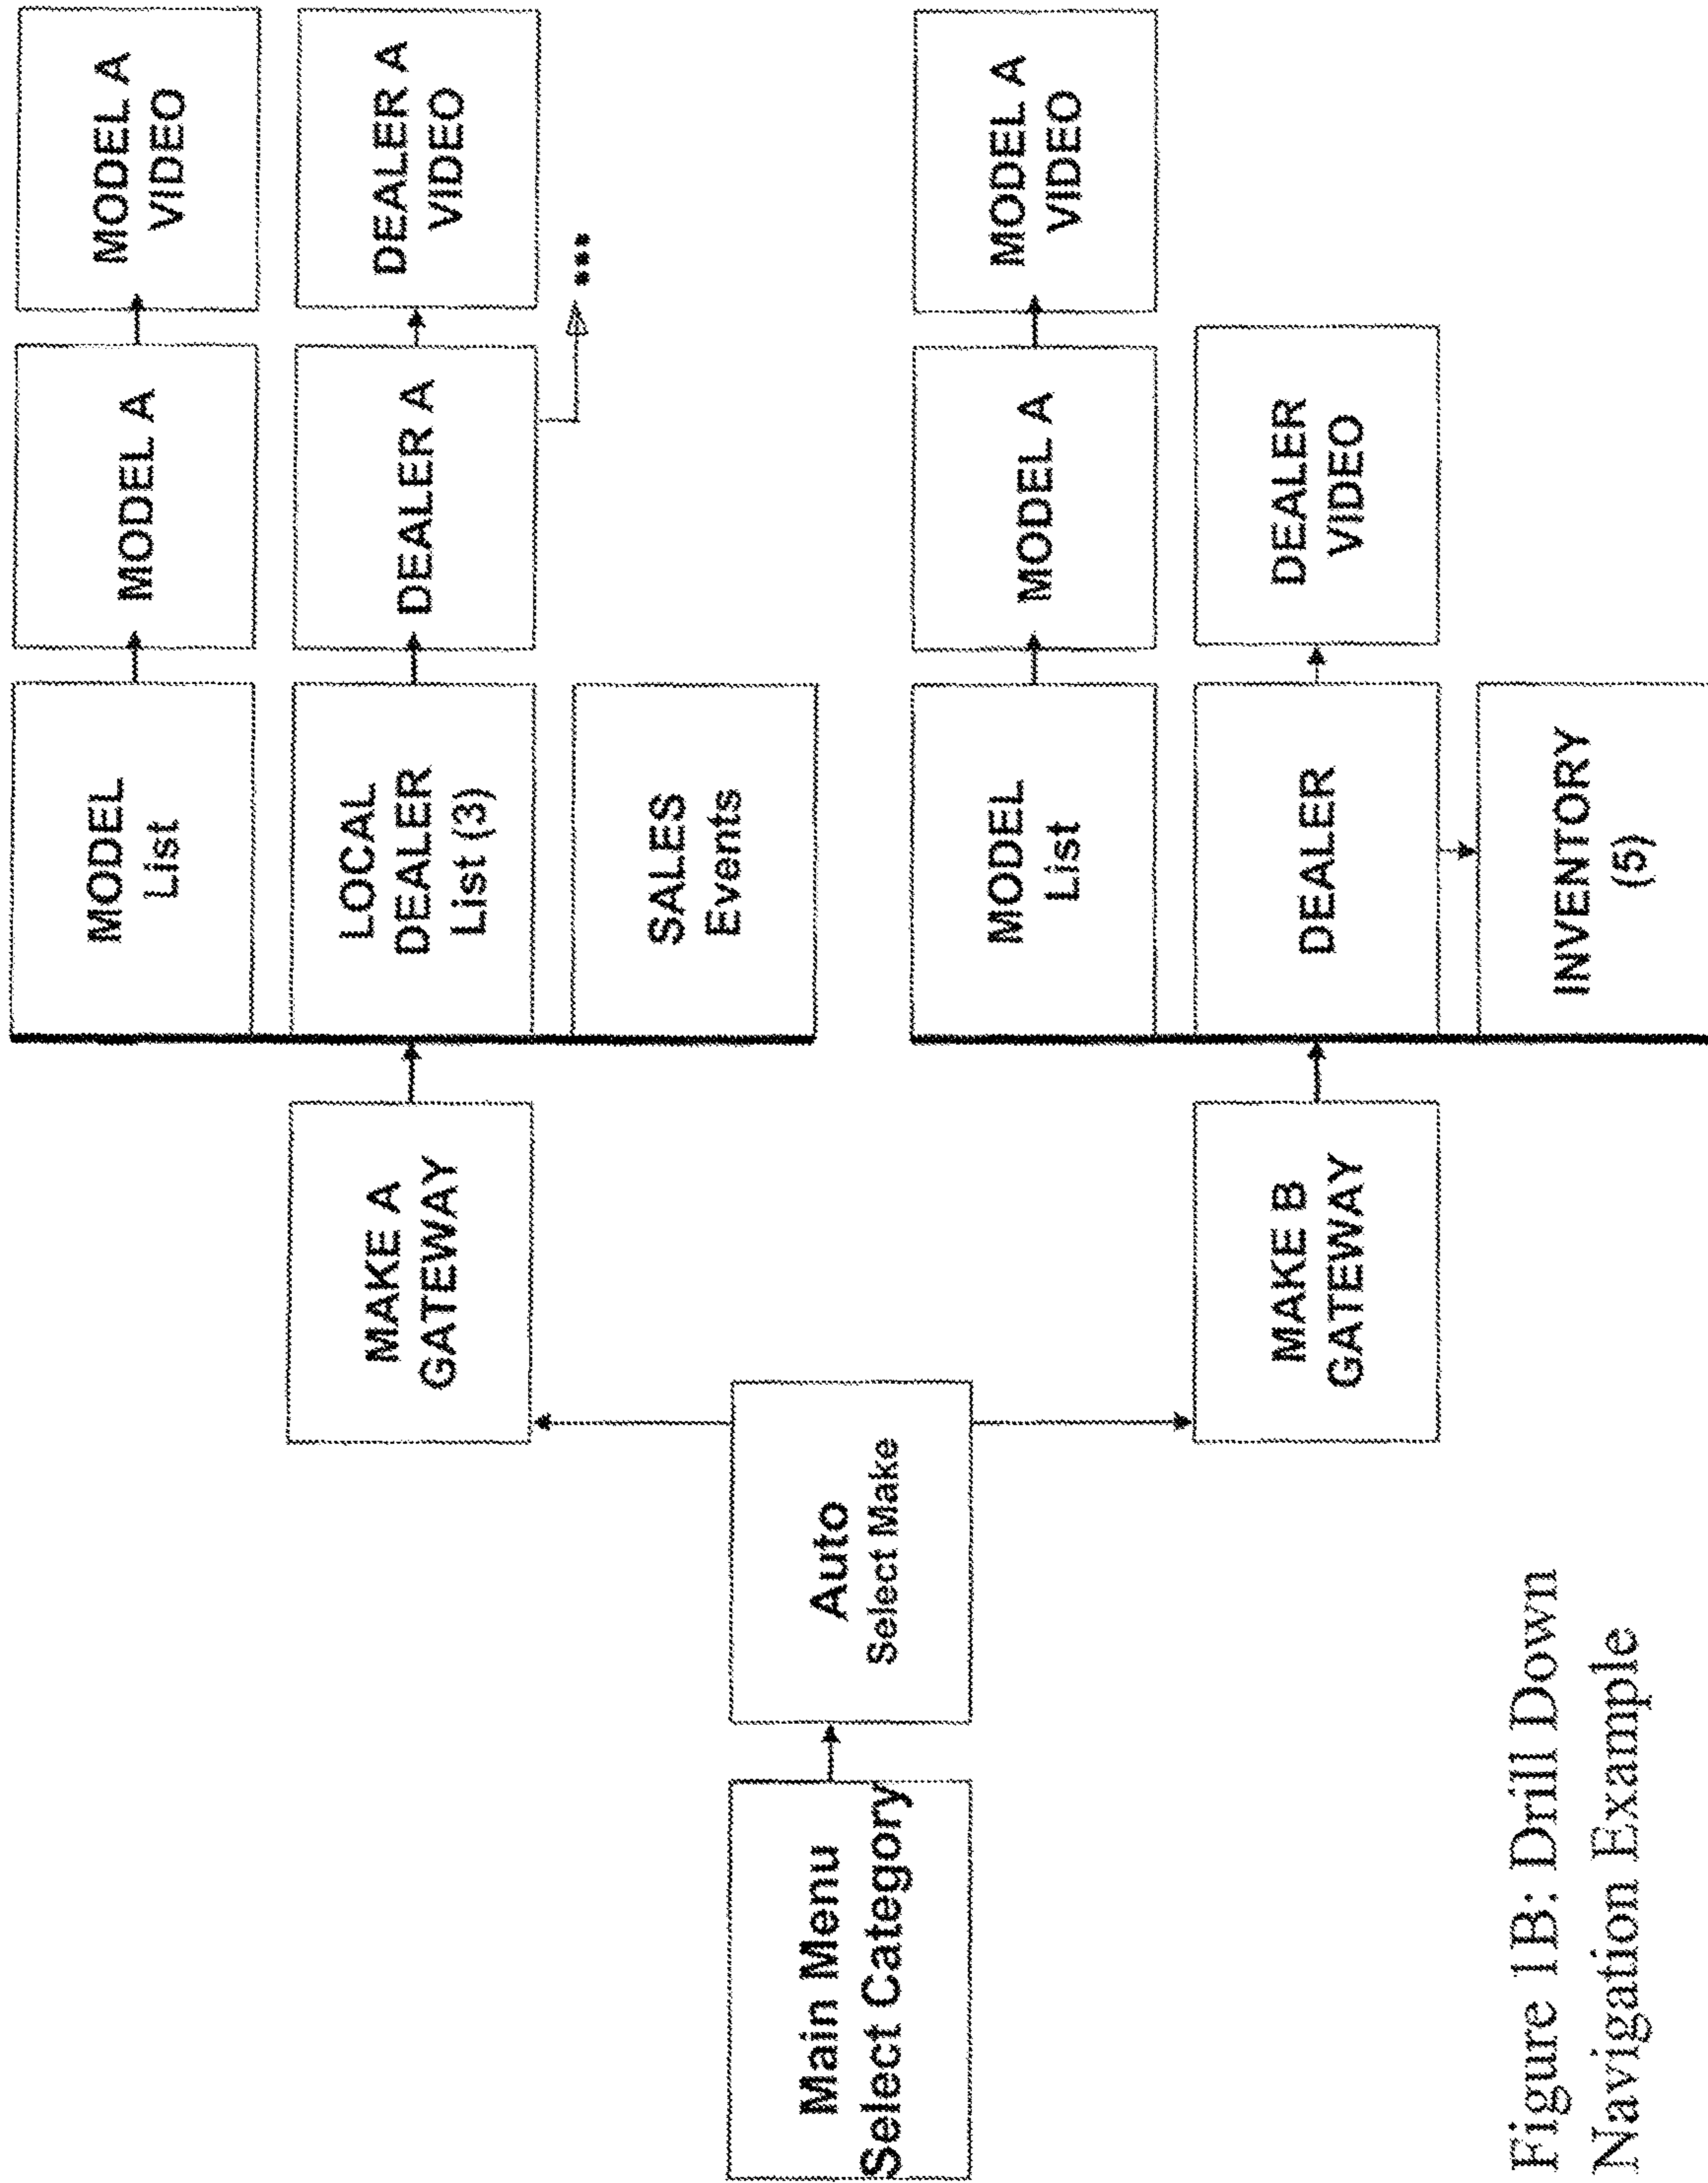 Main Menu
Select Category
Auto
Select Make
MAKE A
GATEWAY
MODEL
List
MODEL A
MODEL A
VIDEO
LOCAL
DEALER
List (3)
DEALER A
DEALER A
VIDEO
...
SALES
Events
MAKE B
GATEWAY
MODEL
List
MODEL A
MODEL A
VIDEO
DEALER
DEALER
VIDEO
INVENTORY
(5)
Figure 1B: Drill Down
Navigation Example